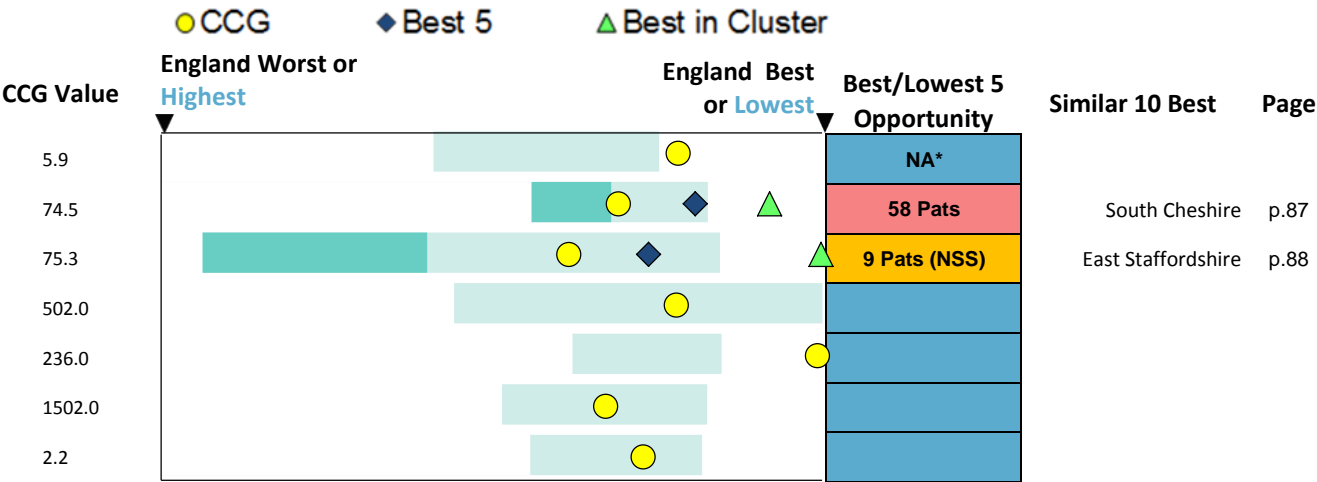 CCG Best 5 Best in Cluster
CCG Value England Worst or Highest England Best or Lowest Best/Lowest 5 Opportunity Similar 10 Best Page
5.9 NA*
74.5 58 Pats South Cheshire p.87
75.3 9 Pats (NSS) East Staffordshire p.88
502.0
236.0
1502.0
2.2